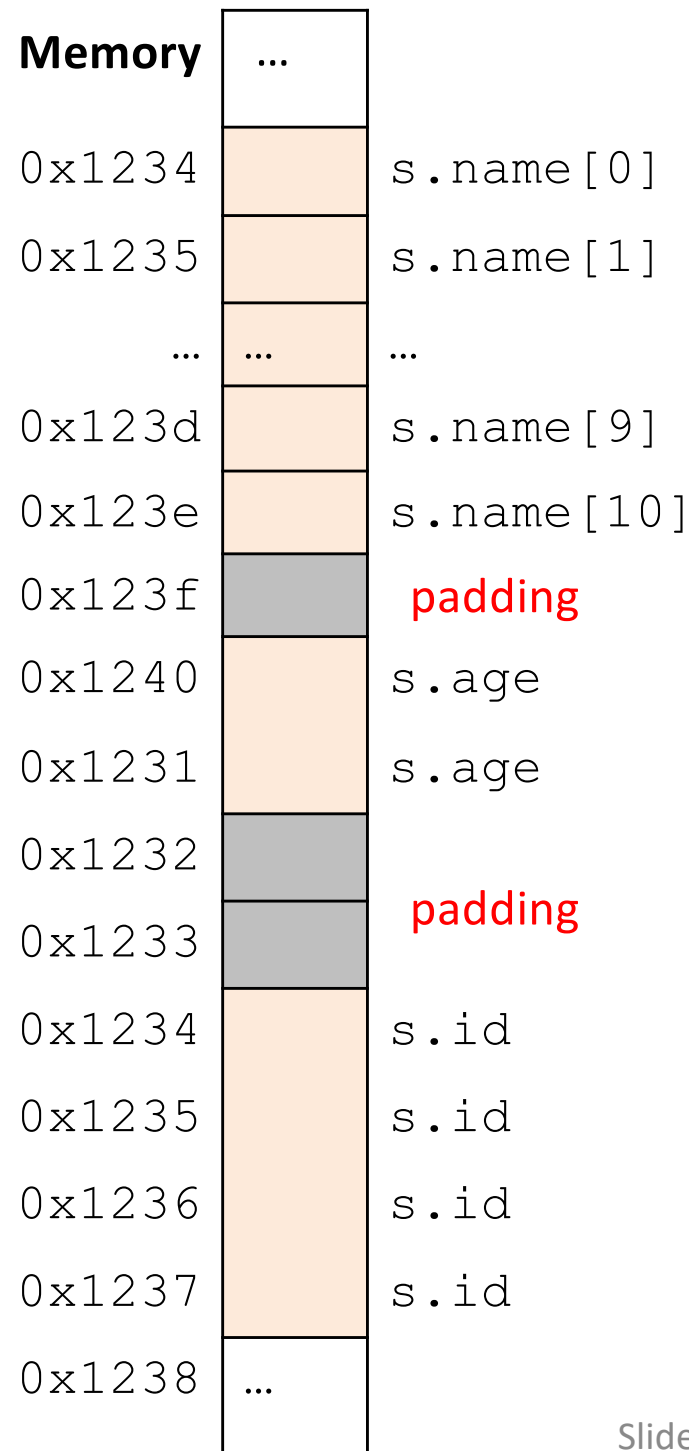 Memory …
0x1234 s.name[0]
0x1235 s.name[1]
… … …
0x123d s.name[9]
0x123e s.name[10]
0x123f padding
0x1240 s.age
0x1231 s.age
0x1232
padding
0x1233
0x1234 s.id
0x1235 s.id
0x1236 s.id
0x1237 s.id
0x1238 …
Slide